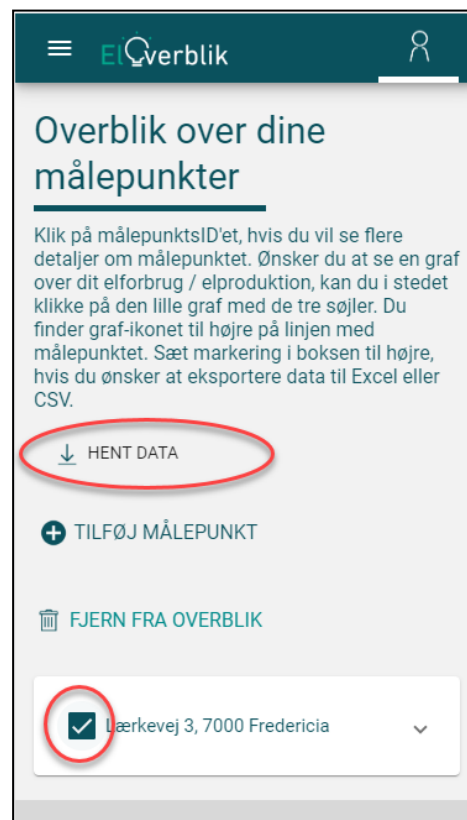 ElOverblik
Overblik over dine
målepunkter
Klik på målepunktsID'et, hvis du vil se flere
detaljer om målepunktet. Ønsker du at se en graf
over dit elforbrug / elproduktion, kan du i stedet
klikke på den lille graf med de tre søjler. Du
finder graf-ikonet til højre på linjen med
målepunktet. Sæt markering i boksen til højre,
hvis du ønsker at eksportere data til Excel eller
CSV.
HENT DATA
TILFØJ MÅLEPUNKT
FJERN FRA OVERBLIK
Lærkevej 3, 7000 Fredericia